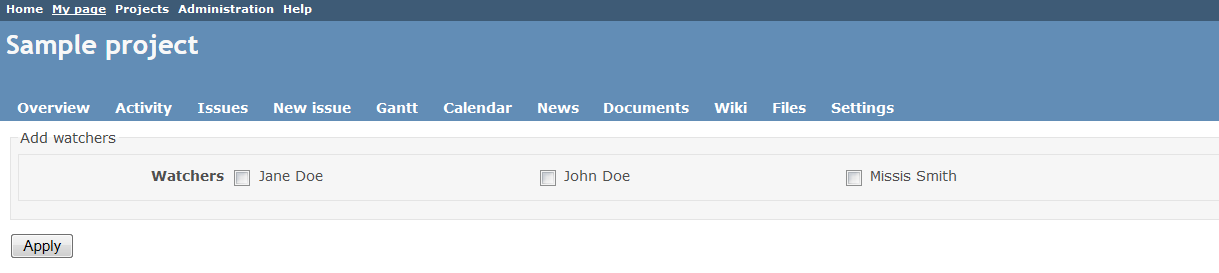 Home My page Projects Administration Help
Sample project
Overview Activity Issues New issue Gantt Calendar News Documents Wiki Files Settings
Add watchers
Watchers Jane Doe John Doe Missis Smith
Apply